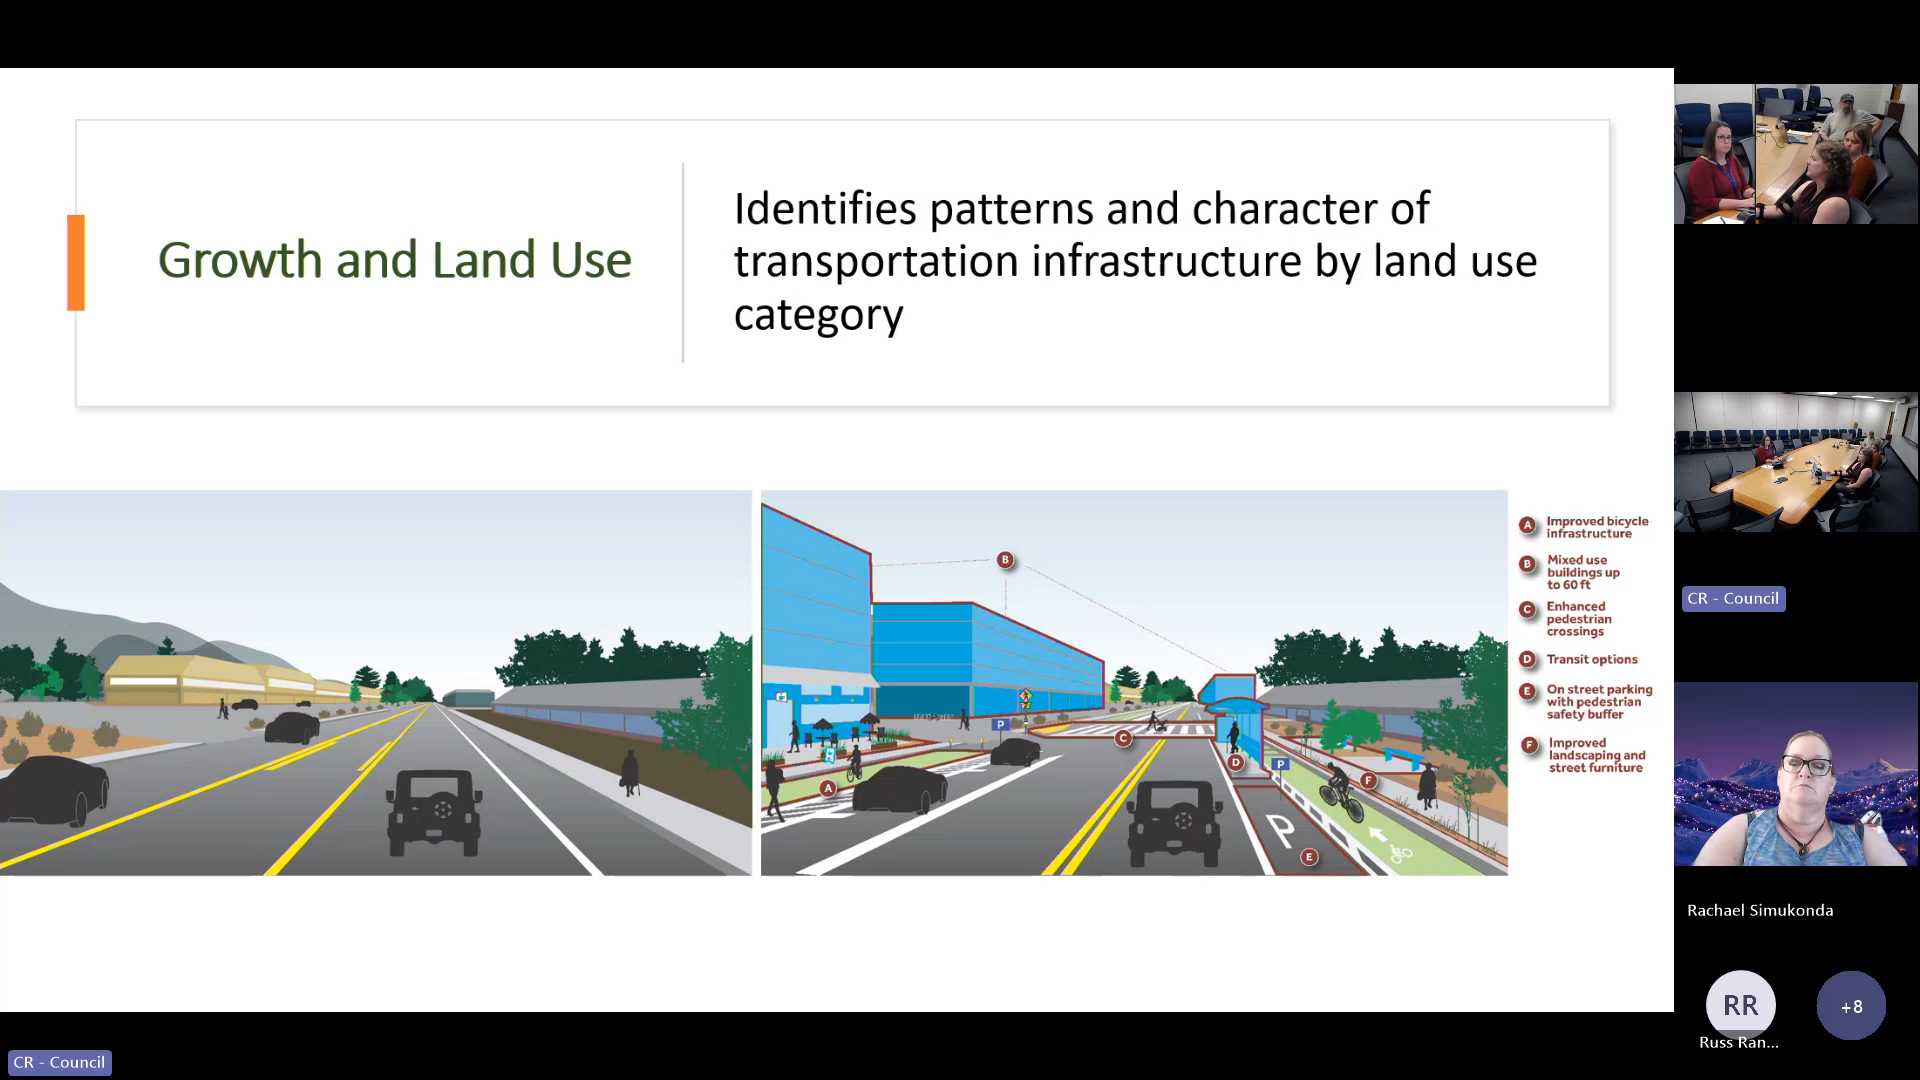 Growth and Land Use
Identifies patterns and character of
transportation infrastructure by land use
category
B
C
A
D
E
F
P
P
P
A Improved bicycle
infrastructure
B Mixed use
buildings up
to 60 ft
C Enhanced
pedestrian
crossings
D Transit options
E On street parking
with pedestrian
safety buffer
F Improved
landscaping and
street furniture
CR - Council
Rachael Simukonda
RR
+8
Russ Ran...
CR - Council